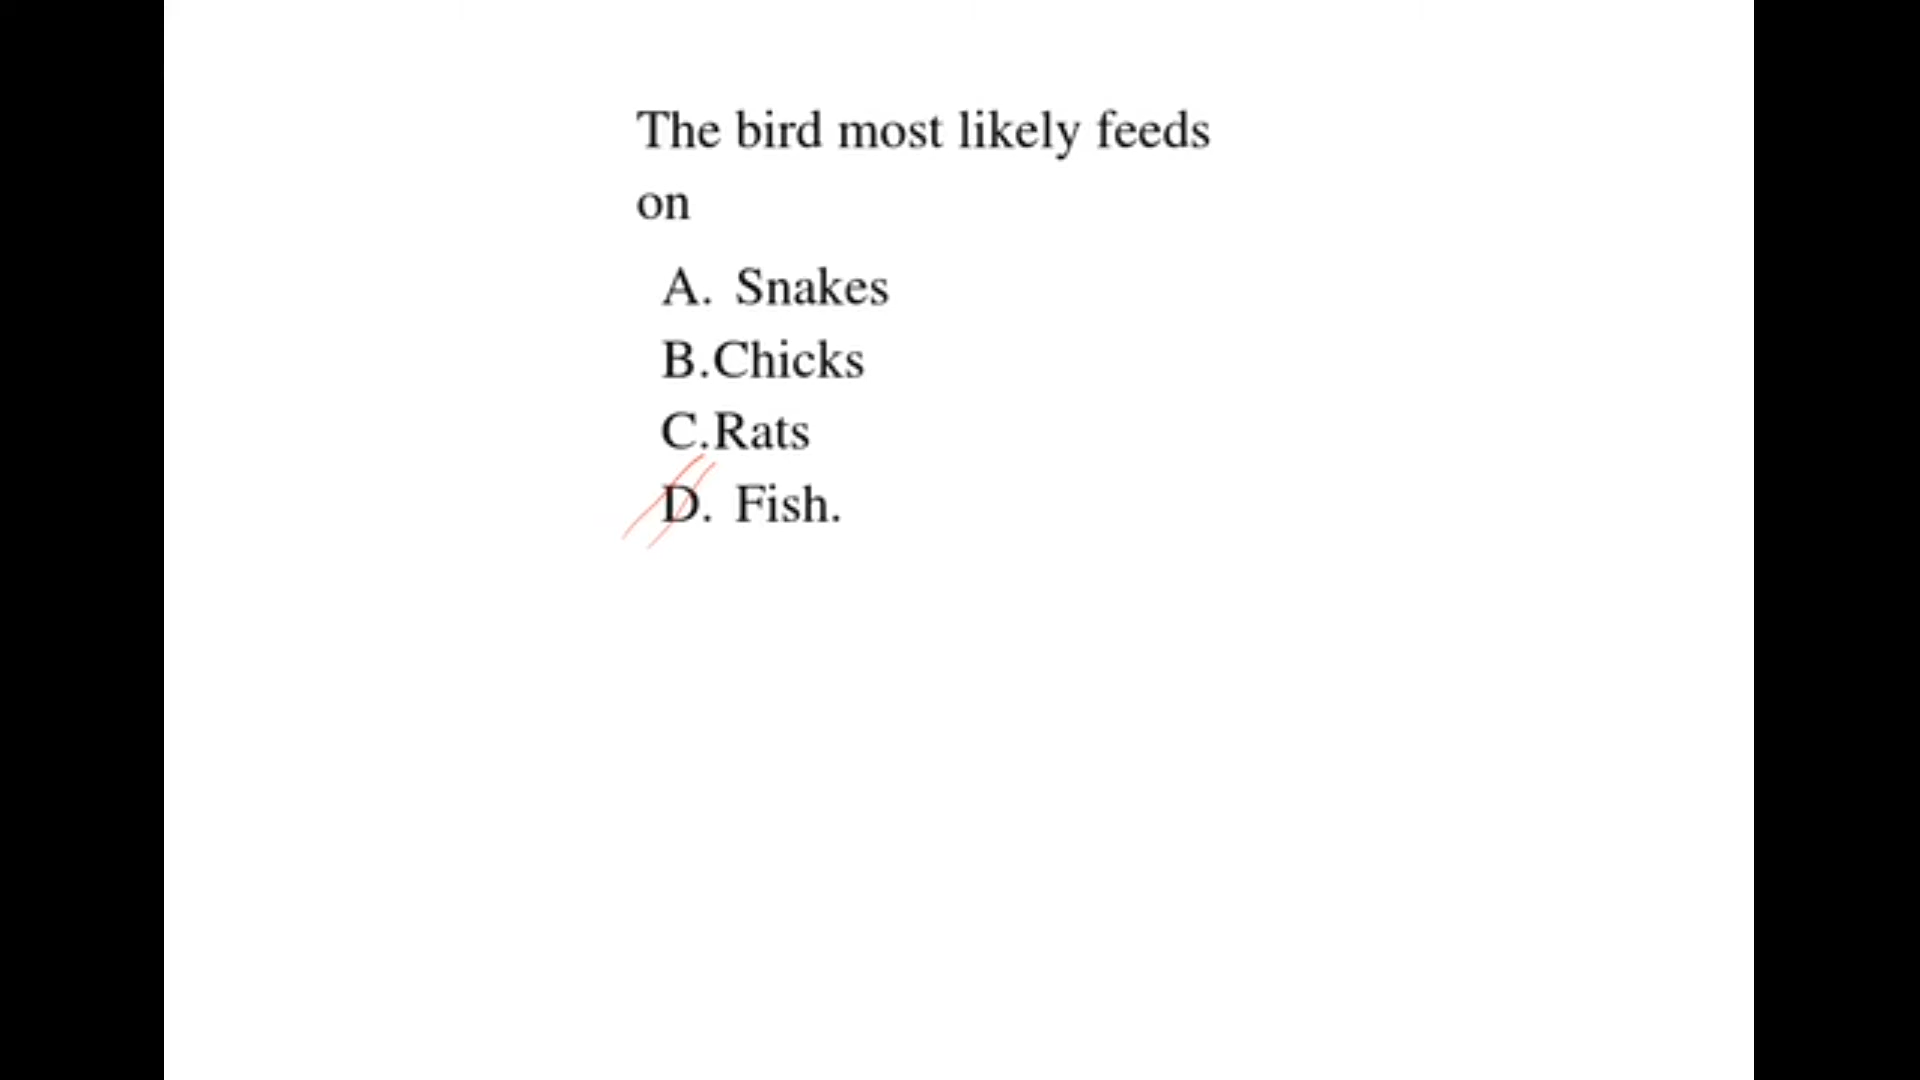 The bird most likely feeds
on
A. Snakes
B.Chicks
C.Rats
D. Fish.